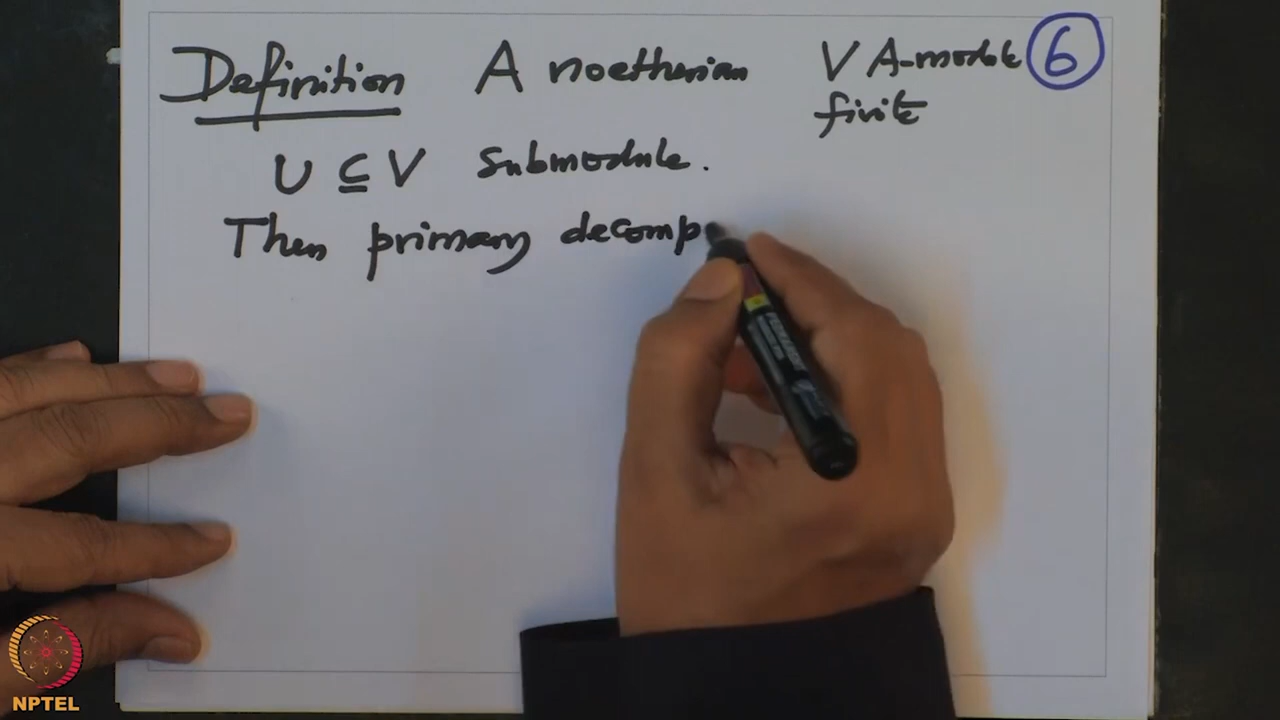 Definition A noetherian V A-module 6
finite
U ⊆ V submodule.
Then primary decomp
NPTEL